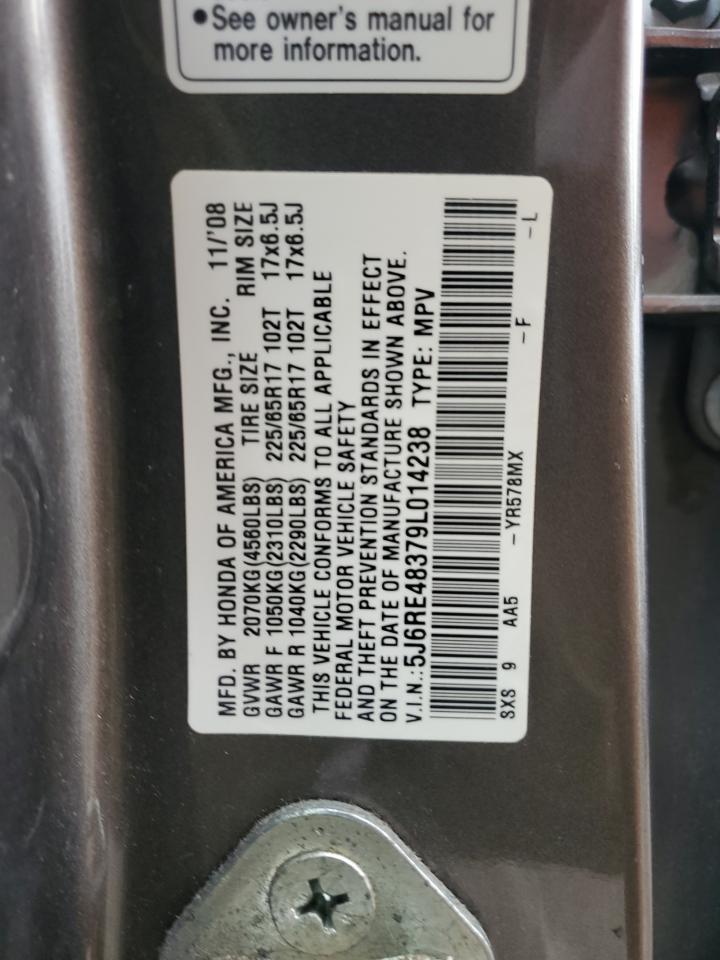 •See owner's manual for
more information.
MFD. BY HONDA OF AMERICA MFG., INC. 11/'08
GVWR 2070KG(4560LBS) TIRE SIZE RIM SIZE
GAWR F 1050KG(2310LBS) 225/65R17 102T 17x6.5J
GAWR R 1040KG(2290LBS) 225/65R17 102T 17x6.5J
THIS VEHICLE CONFORMS TO ALL APPLICABLE
FEDERAL MOTOR VEHICLE SAFETY
AND THEFT PREVENTION STANDARDS IN EFFECT
ON THE DATE OF MANUFACTURE SHOWN ABOVE.
V.I.N.: 5J6RE48379L014238 TYPE: MPV
SXS 9 AA5 –YR578MX –F –L